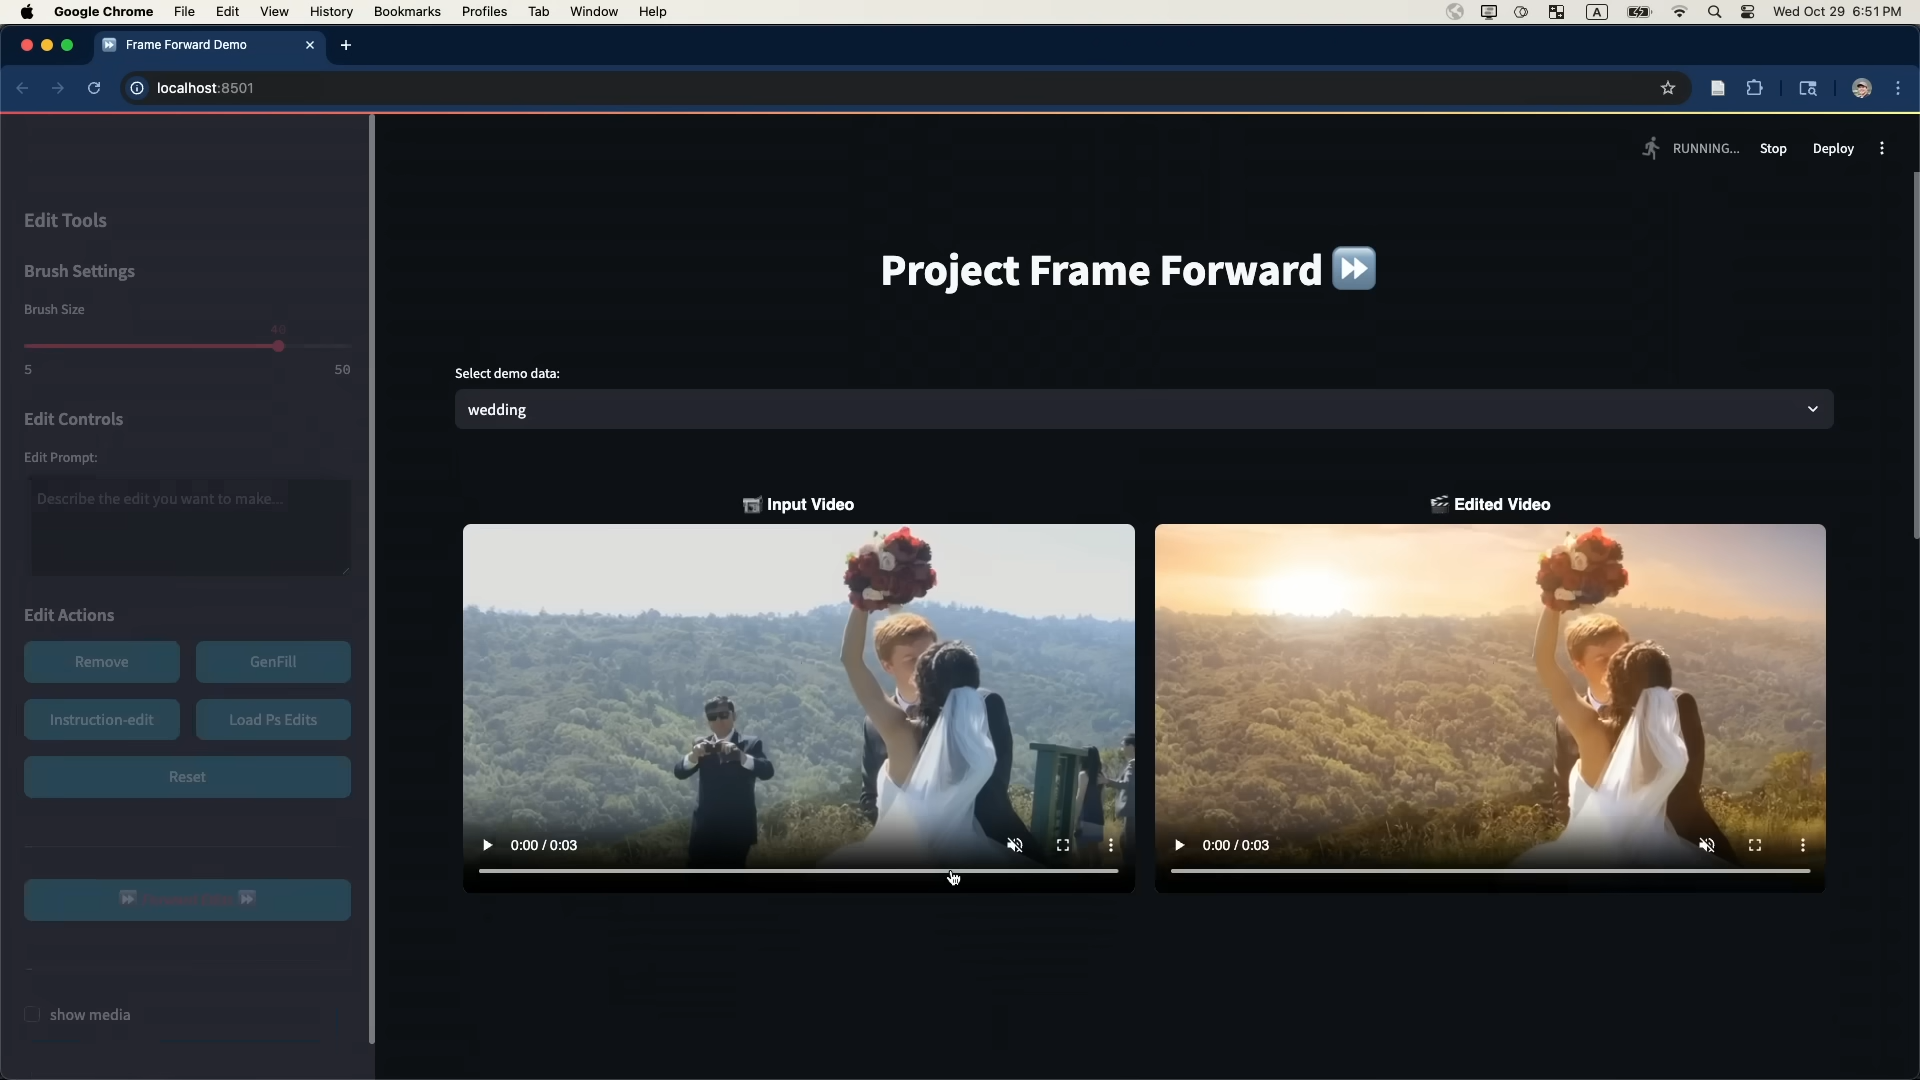 Google Chrome File Edit View History Bookmarks Profiles Tab Window Help A Wed Oct 29 6:51 PM
Frame Forward Demo
localhost:8501
RUNNING... Stop Deploy
Edit Tools
Brush Settings
Brush Size
40
5 50
Edit Controls
Edit Prompt:
Describe the edit you want to make...
Edit Actions
Remove GenFill
Instruction-edit Load Ps Edits
Reset
show media
Project Frame Forward
Select demo data:
wedding
Input Video
Edited Video
0:00 / 0:03
0:00 / 0:03